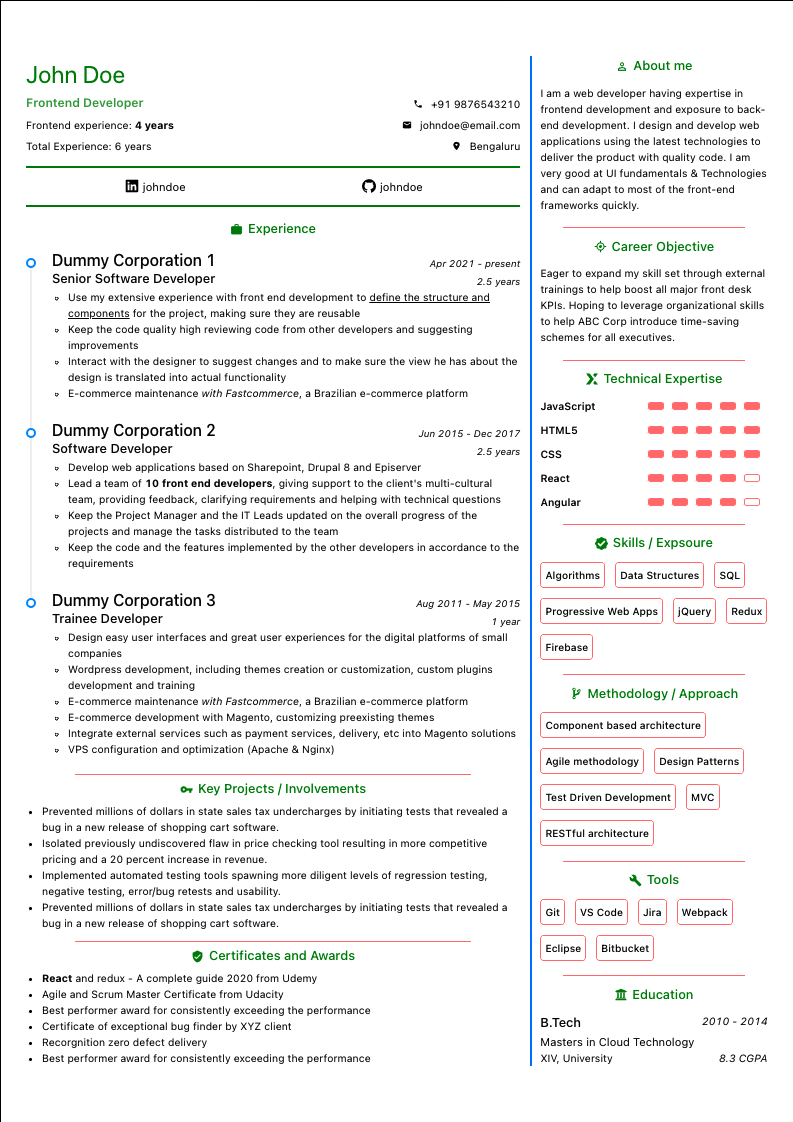 John Doe
Frontend Developer
+91 9876543210
Frontend experience: 4 years
johndoe@email.com
Total Experience: 6 years
Bengaluru
johndoe
johndoe
Experience
Dummy Corporation 1
Apr 2021 - present
Senior Software Developer
2.5 years
Use my extensive experience with front end development to define the structure and
components for the project, making sure they are reusable
Keep the code quality high reviewing code from other developers and suggesting
improvements
Interact with the designer to suggest changes and to make sure the view he has about the
design is translated into actual functionality
E-commerce maintenance with Fastcommerce, a Brazilian e-commerce platform
Dummy Corporation 2
Jun 2015 - Dec 2017
Software Developer
2.5 years
Develop web applications based on Sharepoint, Drupal 8 and Episerver
Lead a team of 10 front end developers, giving support to the client's multi-cultural
team, providing feedback, clarifying requirements and helping with technical questions
Keep the Project Manager and the IT Leads updated on the overall progress of the
projects and manage the tasks distributed to the team
Keep the code and the features implemented by the other developers in accordance to the
requirements
Dummy Corporation 3
Aug 2011 - May 2015
Trainee Developer
1 year
Design easy user interfaces and great user experiences for the digital platforms of small
companies
Wordpress development, including themes creation or customization, custom plugins
development and training
E-commerce maintenance with Fastcommerce, a Brazilian e-commerce platform
E-commerce development with Magento, customizing preexisting themes
Integrate external services such as payment services, delivery, etc into Magento solutions
VPS configuration and optimization (Apache & Nginx)
Key Projects / Involvements
Prevented millions of dollars in state sales tax undercharges by initiating tests that revealed a
bug in a new release of shopping cart software.
Isolated previously undiscovered flaw in price checking tool resulting in more competitive
pricing and a 20 percent increase in revenue.
Implemented automated testing tools spawning more diligent levels of regression testing,
negative testing, error/bug retests and usability.
Prevented millions of dollars in state sales tax undercharges by initiating tests that revealed a
bug in a new release of shopping cart software.
Certificates and Awards
React and redux - A complete guide 2020 from Udemy
Agile and Scrum Master Certificate from Udacity
Best performer award for consistently exceeding the performance
Certificate of exceptional bug finder by XYZ client
Recorgnition zero defect delivery
Best performer award for consistently exceeding the performance
About me
I am a web developer having expertise in
frontend development and exposure to back-
end development. I design and develop web
applications using the latest technologies to
deliver the product with quality code. I am
very good at UI fundamentals & Technologies
and can adapt to most of the front-end
frameworks quickly.
Career Objective
Eager to expand my skill set through external
trainings to help boost all major front desk
KPIs. Hoping to leverage organizational skills
to help ABC Corp introduce time-saving
schemes for all executives.
Technical Expertise
JavaScript
HTML5
CSS
React
Angular
Skills / Expsoure
Algorithms Data Structures SQL
Progressive Web Apps jQuery Redux
Firebase
Methodology / Approach
Component based architecture
Agile methodology Design Patterns
Test Driven Development MVC
RESTful architecture
Tools
Git VS Code Jira Webpack
Eclipse Bitbucket
Education
B.Tech 2010 - 2014
Masters in Cloud Technology
XIV, University 8.3 CGPA